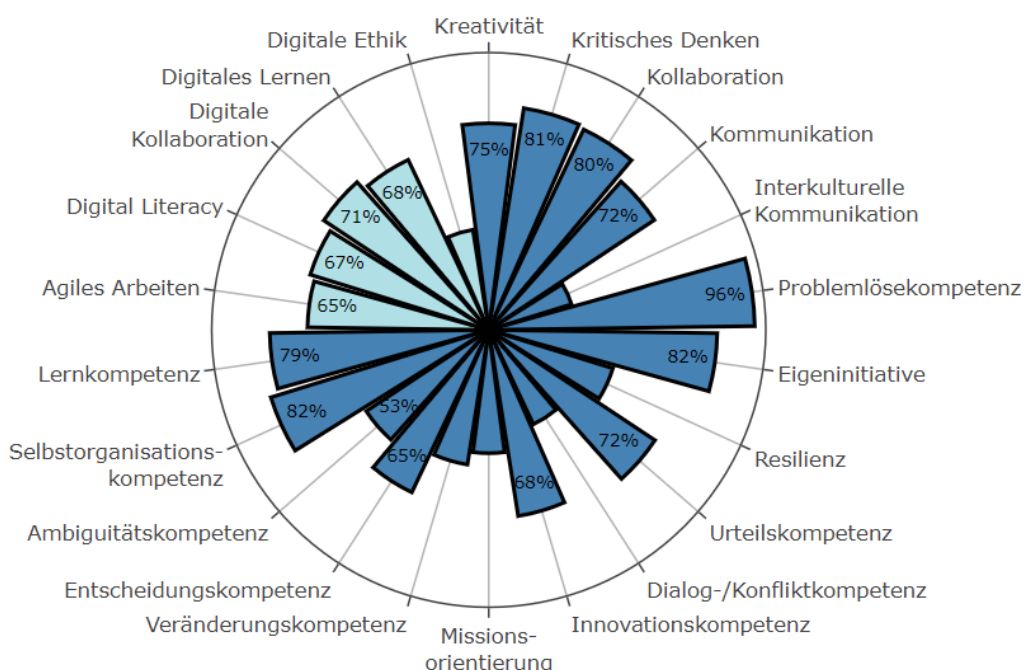 Kreativität
Digitale Ethik
Kritisches Denken
Digitales Lernen
Kollaboration
Digitale
Kollaboration
Kommunikation
Interkulturelle
Kommunikation
Digital Literacy
Agiles Arbeiten
Problemlösekompetenz
Lernkompetenz
Eigeninitiative
Selbstorganisations-
kompetenz
Resilienz
Ambiguitätskompetenz
Urteilskompetenz
Entscheidungskompetenz
Dialog-/Konfliktkompetenz
Veränderungskompetenz
Innovationskompetenz
Missions-
orientierung
75%
81%
80%
72%
96%
82%
72%
68%
65%
53%
82%
79%
65%
67%
71%
68%